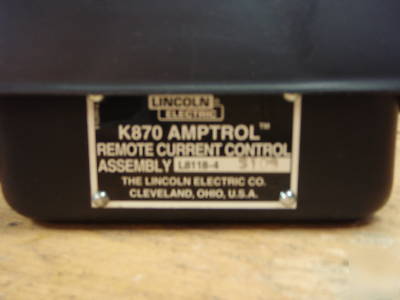 LINCOLN
ELECTRIC
K870 AMPTROL™
REMOTE CURRENT CONTROL
ASSEMBLY L8118-4
THE LINCOLN ELECTRIC CO.
CLEVELAND, OHIO, U.S.A.